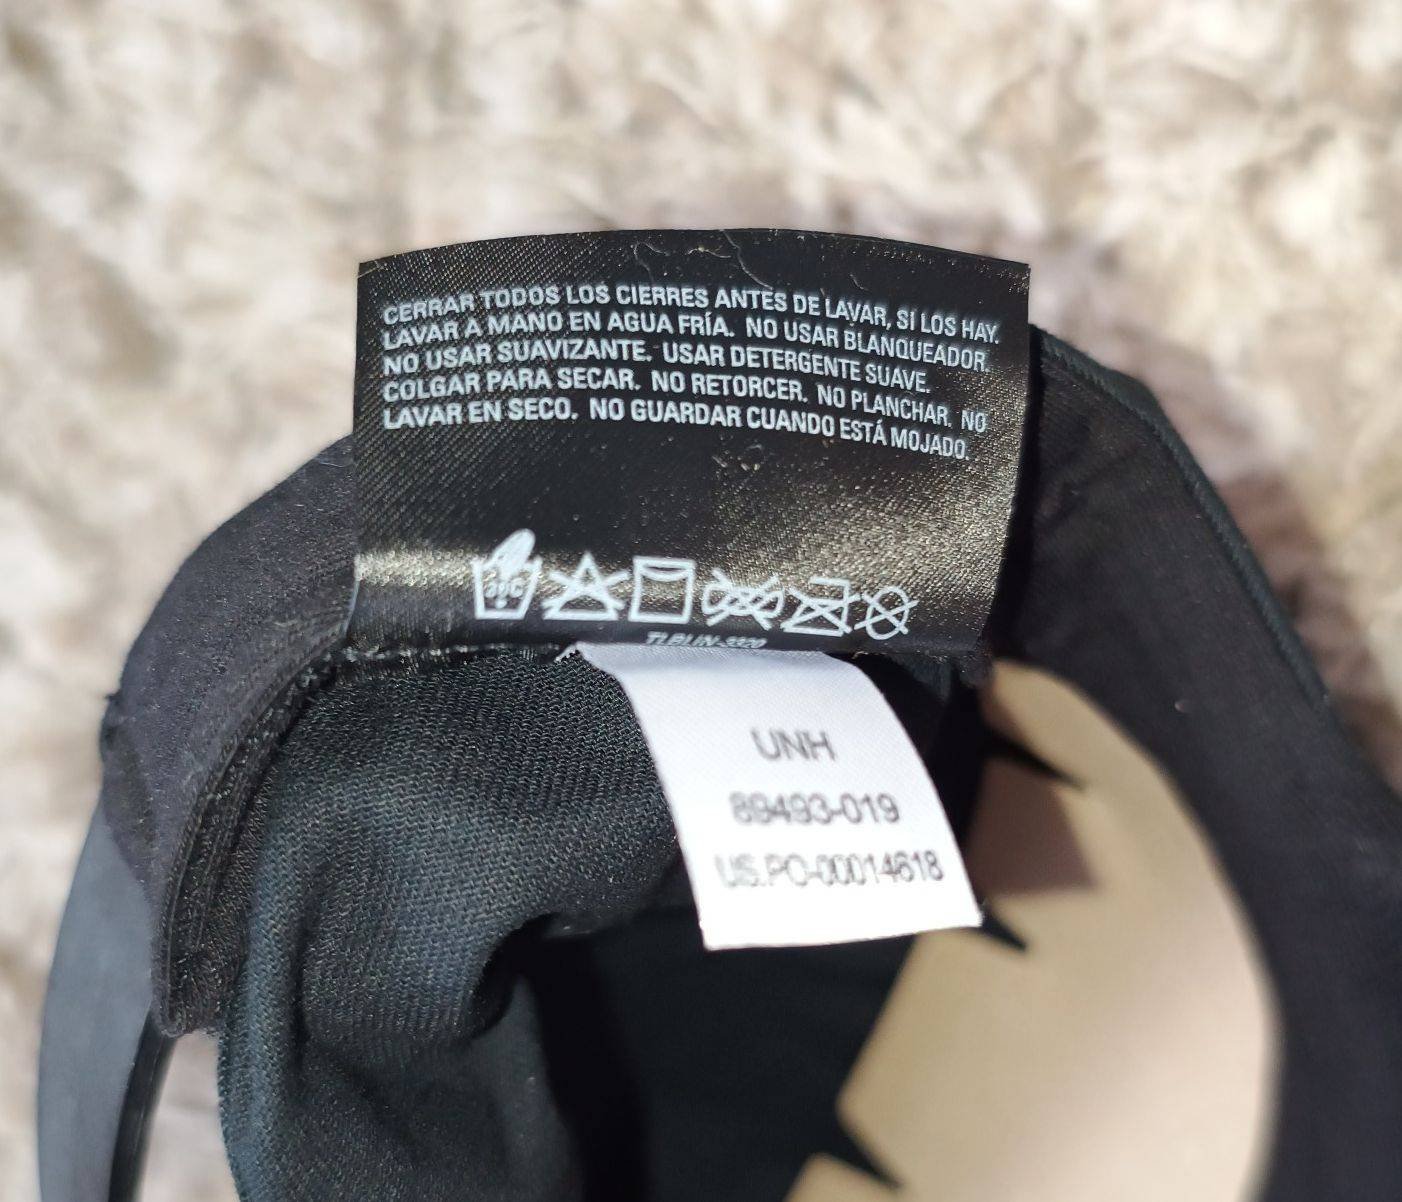 CERRAR TODOS LOS CIERRES ANTES DE LAVAR, SI LOS HAY.
LAVAR A MANO EN AGUA FRÍA. NO USAR BLANQUEADOR.
NO USAR SUAVIZANTE. USAR DETERGENTE SUAVE.
COLGAR PARA SECAR. NO RETORCER. NO PLANCHAR. NO
LAVAR EN SECO. NO GUARDAR CUANDO ESTÁ MOJADO.
30C
UNH
89493-019
US.PO-00014618